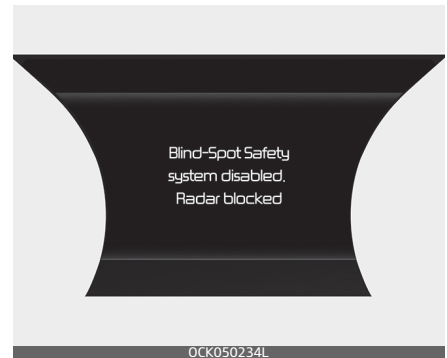 Blind-Spot Safety
system disabled.
Radar blocked
OCK050234L